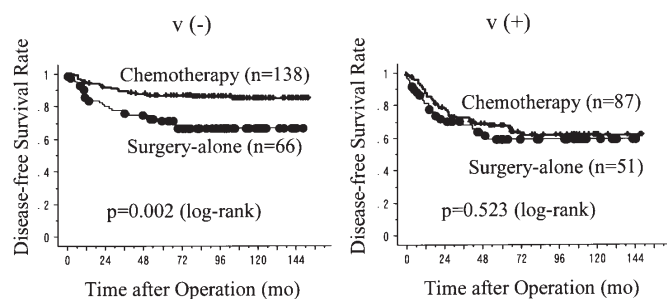 v (-)
Disease-free Survival Rate
1
. 8
. 6
. 4
. 2
0
Chemotherapy (n=138)
Surgery-alone (n=66)
p=0.002 (log-rank)
0 24 48 72 96 120 144
Time after Operation (mo)
v (+)
Disease-free Survival Rate
1
. 8
. 6
. 4
. 2
0
Chemotherapy (n=87)
Surgery-alone (n=51)
p=0.523 (log-rank)
0 24 48 72 96 120 144
Time after Operation (mo)